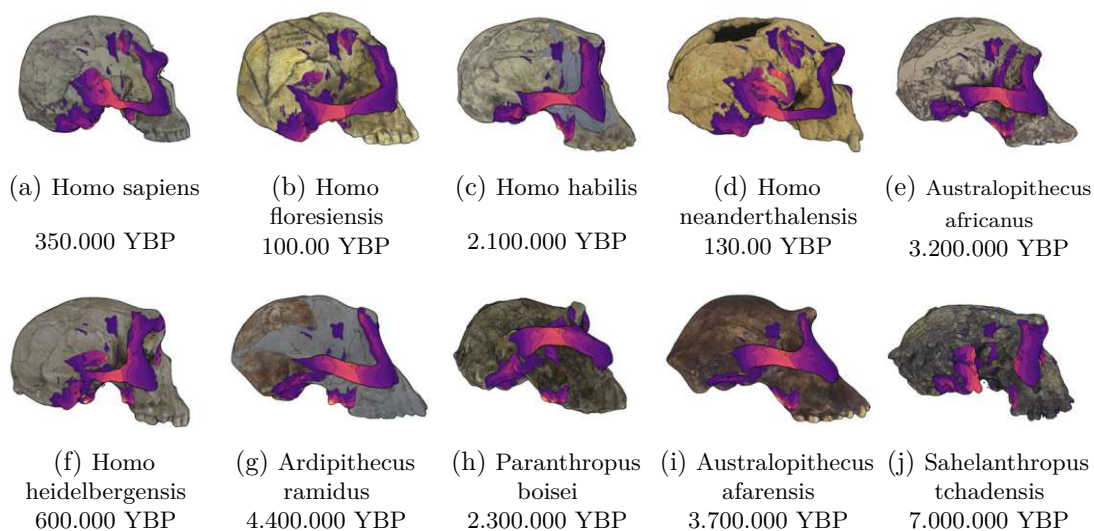 (a) Homo sapiens
350.000 YBP
(b) Homo
floresiensis
100.00 YBP
(c) Homo habilis
2.100.000 YBP
(d) Homo
neanderthalensis
130.00 YBP
(e) Australopithecus
africanus
3.200.000 YBP
(f) Homo
heidelbergensis
600.000 YBP
(g) Ardipithecus
ramidus
4.400.000 YBP
(h) Paranthropus
boisei
2.300.000 YBP
(i) Australopithecus
afarensis
3.700.000 YBP
(j) Sahelanthropus
tchadensis
7.000.000 YBP